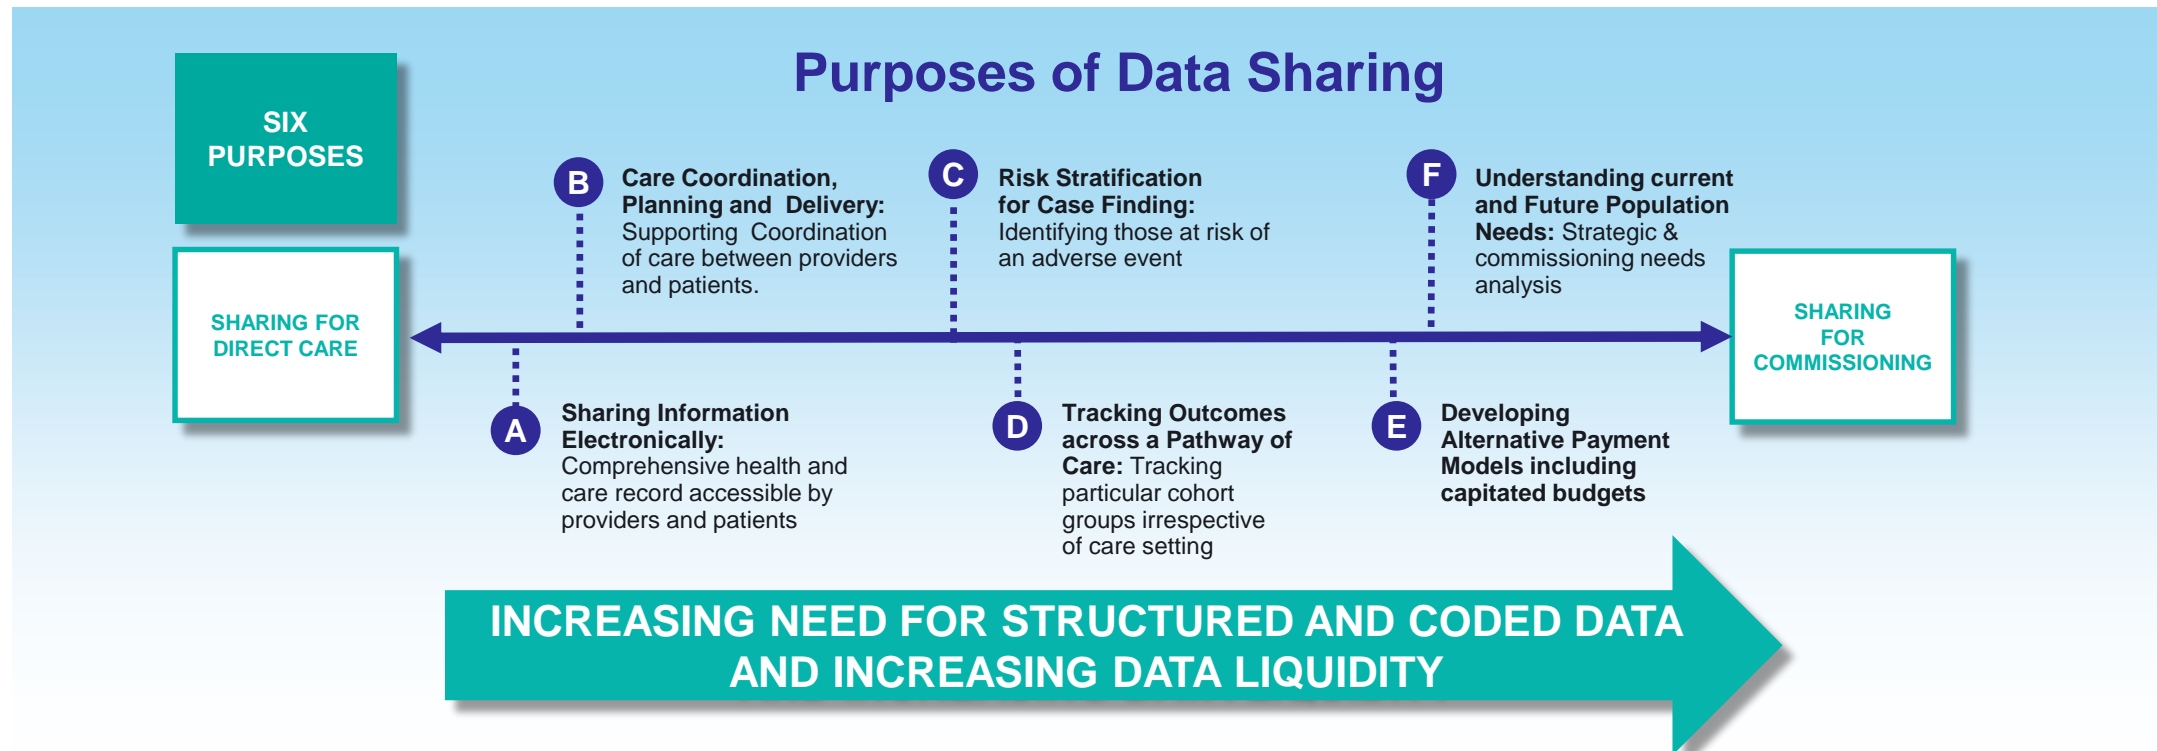 Purposes of Data Sharing
SIX
PURPOSES
SHARING FOR
DIRECT CARE
B
Care Coordination,
Planning and Delivery:
Supporting Coordination
of care between providers
and patients.
C
Risk Stratification
for Case Finding:
Identifying those at risk of
an adverse event
F
Understanding current
and Future Population
Needs: Strategic &
commissioning needs
analysis
SHARING
FOR
COMMISSIONING
A
Sharing Information
Electronically:
Comprehensive health and
care record accessible by
providers and patients
D
Tracking Outcomes
across a Pathway of
Care: Tracking
particular cohort
groups irrespective
of care setting
E
Developing
Alternative Payment
Models including
capitated budgets
INCREASING NEED FOR STRUCTURED AND CODED DATA
AND INCREASING DATA LIQUIDITY